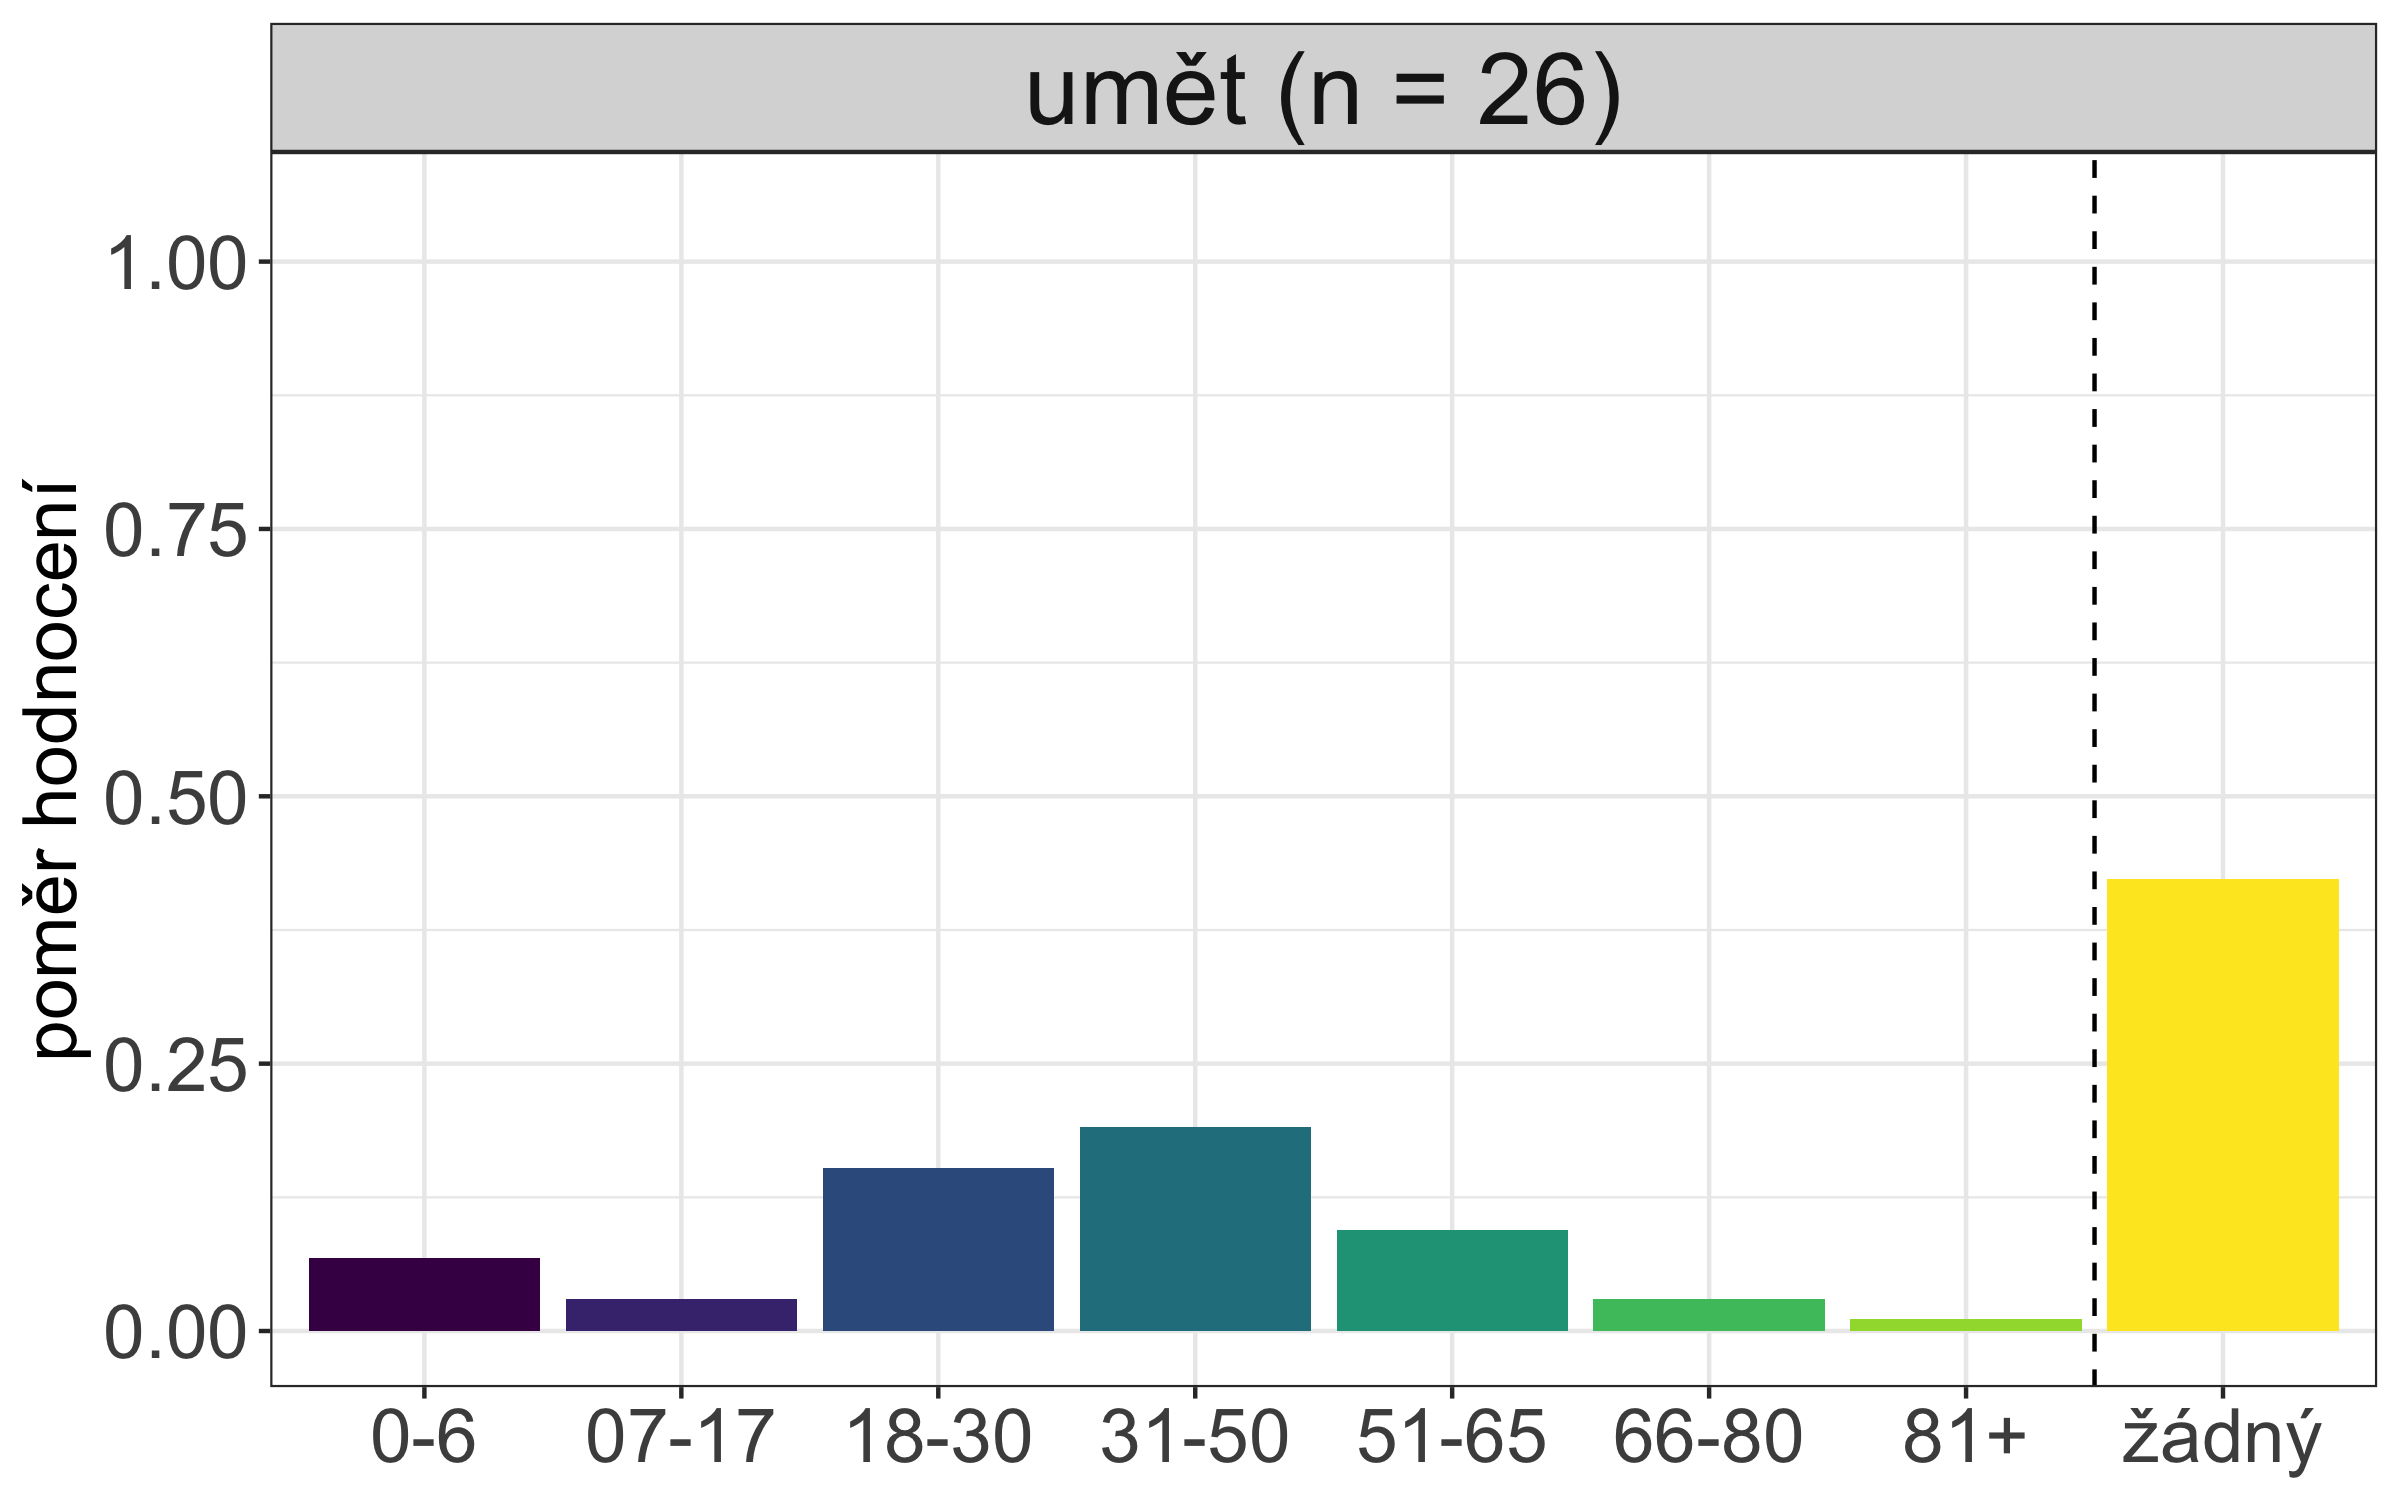 umět (n = 26)
poměr hodnocení
1.00
0.75
0.50
0.25
0.00
0-6 07-17 18-30 31-50 51-65 66-80 81+ žádný